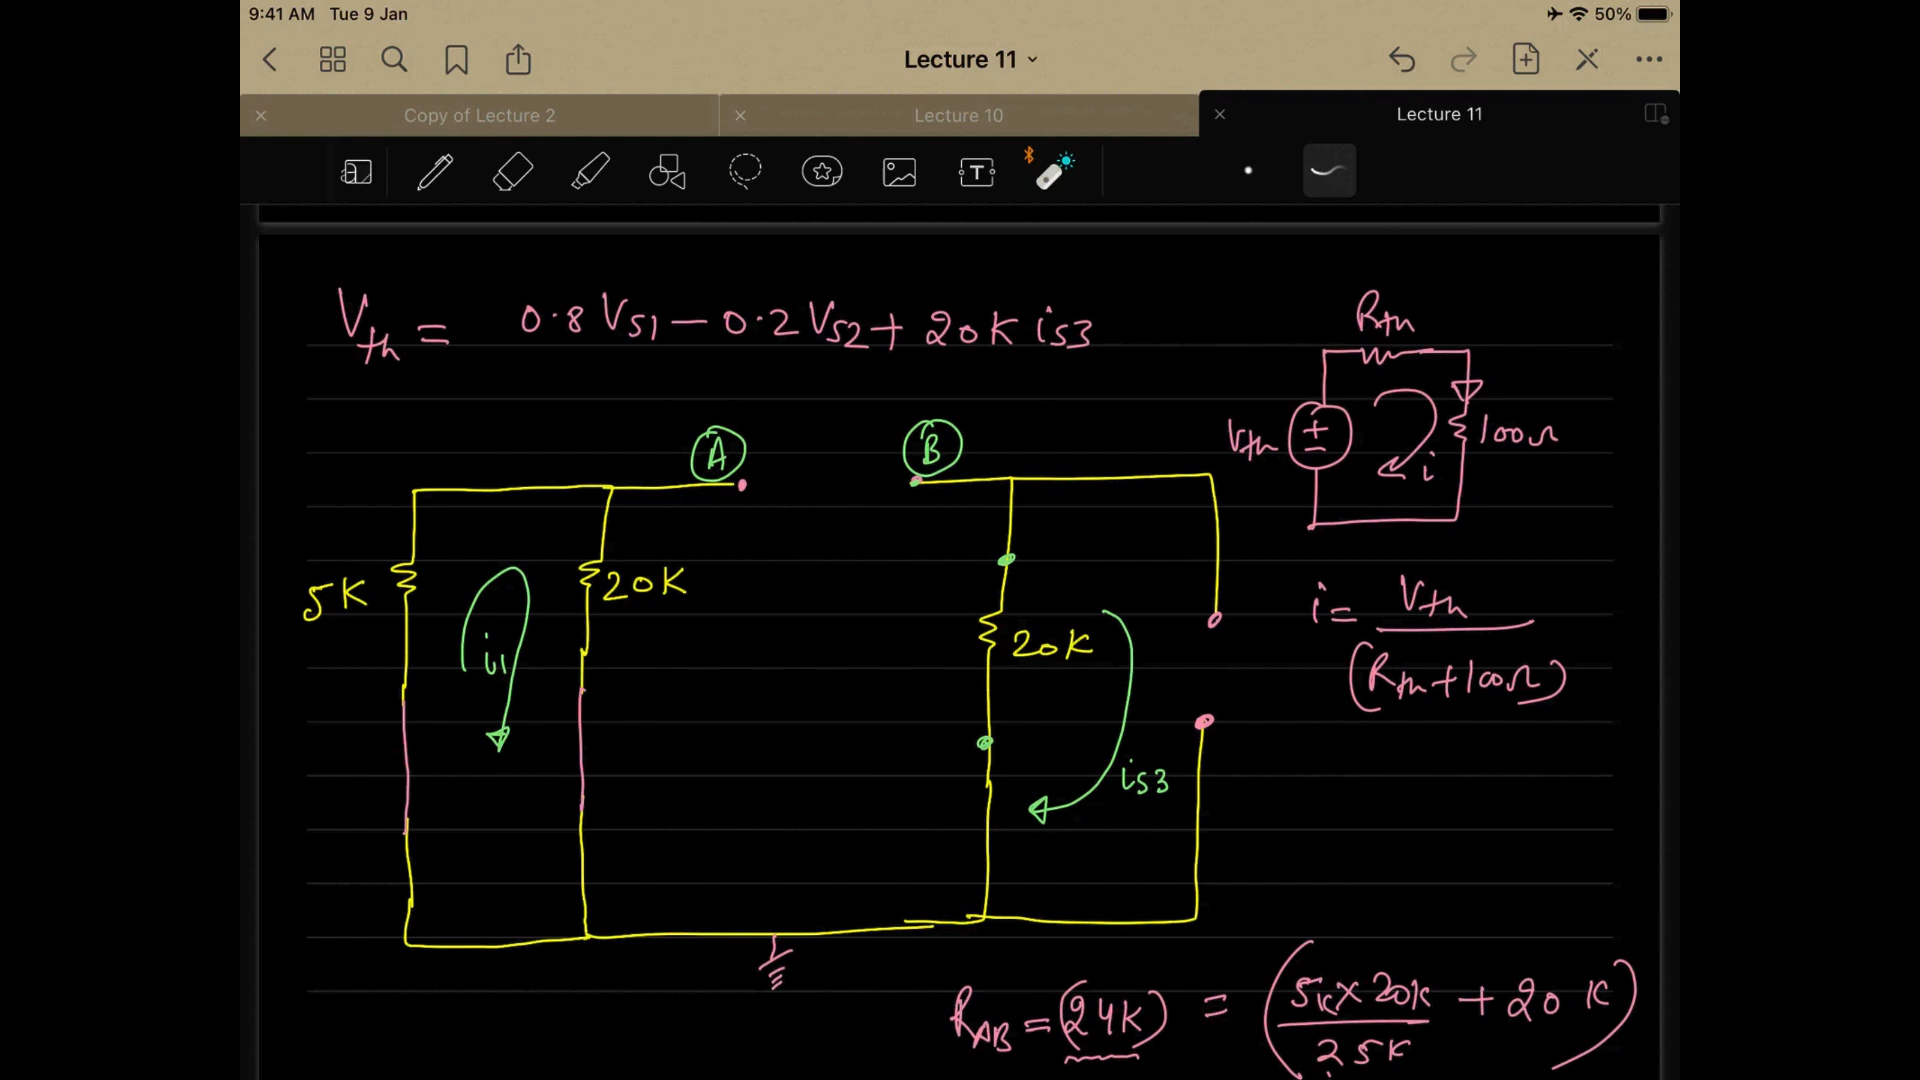 9:41 AM Tue 9 Jan 50%
Lecture 11
Copy of Lecture 2
Lecture 10
Lecture 11
T
Vth = 0.8 VS1 - 0.2 VS2 + 20K is3
Rth
Vth + - i 100Ω
A B
5K i1 20K
20K is3
i = Vth / (Rth + 100Ω)
RAB = (24K) = (5K × 20K / 25K + 20K)